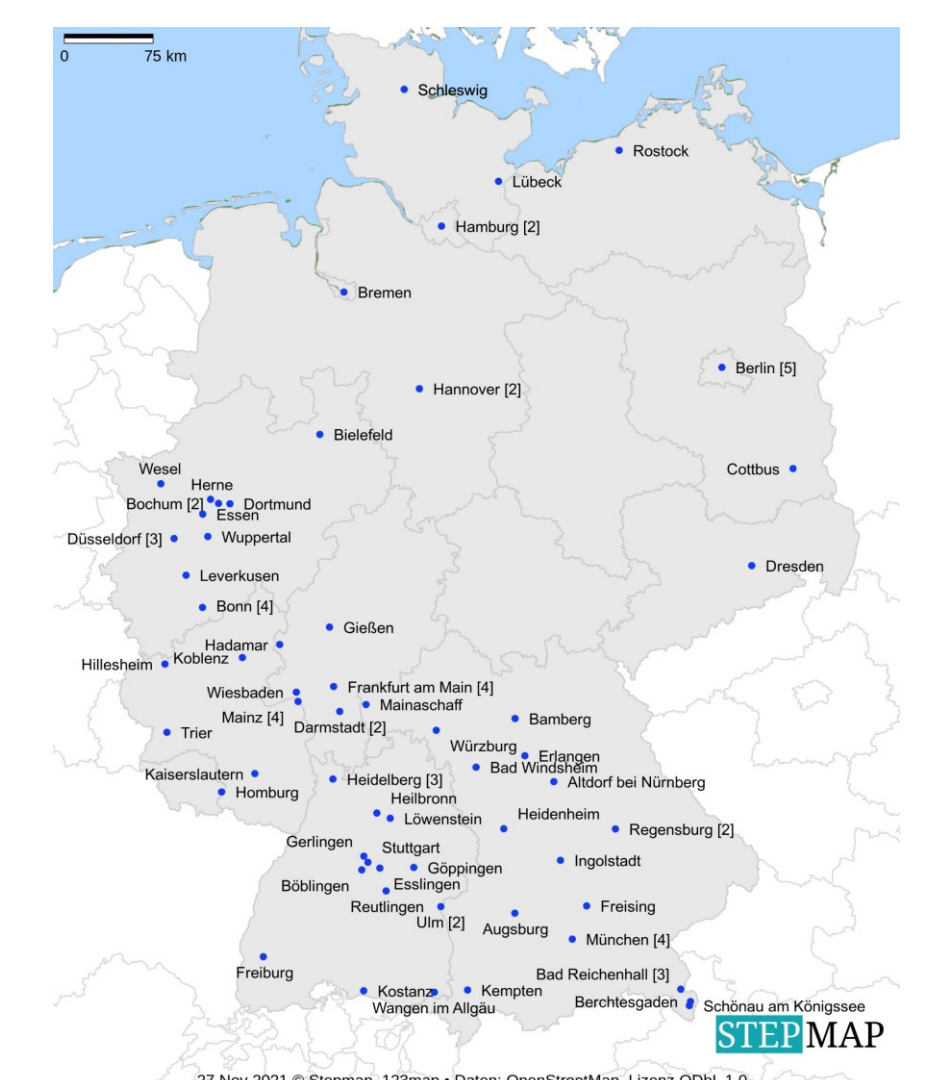 0 75 km
Schleswig
Rostock
Lübeck
Hamburg [2]
Bremen
Berlin [5]
Hannover [2]
Bielefeld
Cottbus
Wesel
Herne
Bochum [2]
Dortmund
Essen
Düsseldorf [3]
Wuppertal
Dresden
Leverkusen
Bonn [4]
Gießen
Hadamar
Koblenz
Hillesheim
Frankfurt am Main [4]
Wiesbaden
Mainaschaff
Mainz [4]
Darmstadt [2]
Bamberg
Trier
Würzburg
Erlangen
Bad Windsheim
Kaiserslautern
Heidelberg [3]
Altdorf bei Nürnberg
Homburg
Heilbronn
Löwenstein
Heidenheim
Regensburg [2]
Gerlingen
Stuttgart
Ingolstadt
Göppingen
Böblingen
Esslingen
Reutlingen
Freising
Ulm [2]
Augsburg
München [4]
Freiburg
Bad Reichenhall [3]
Kostanz
Kempten
Berchtesgaden
Schönau am Königssee
Wangen im Allgäu
STEPMAP
27 Nov 2021 © Stepmap, 123map • Daten: OpenStreetMap, Lizenz ODbL 1.0